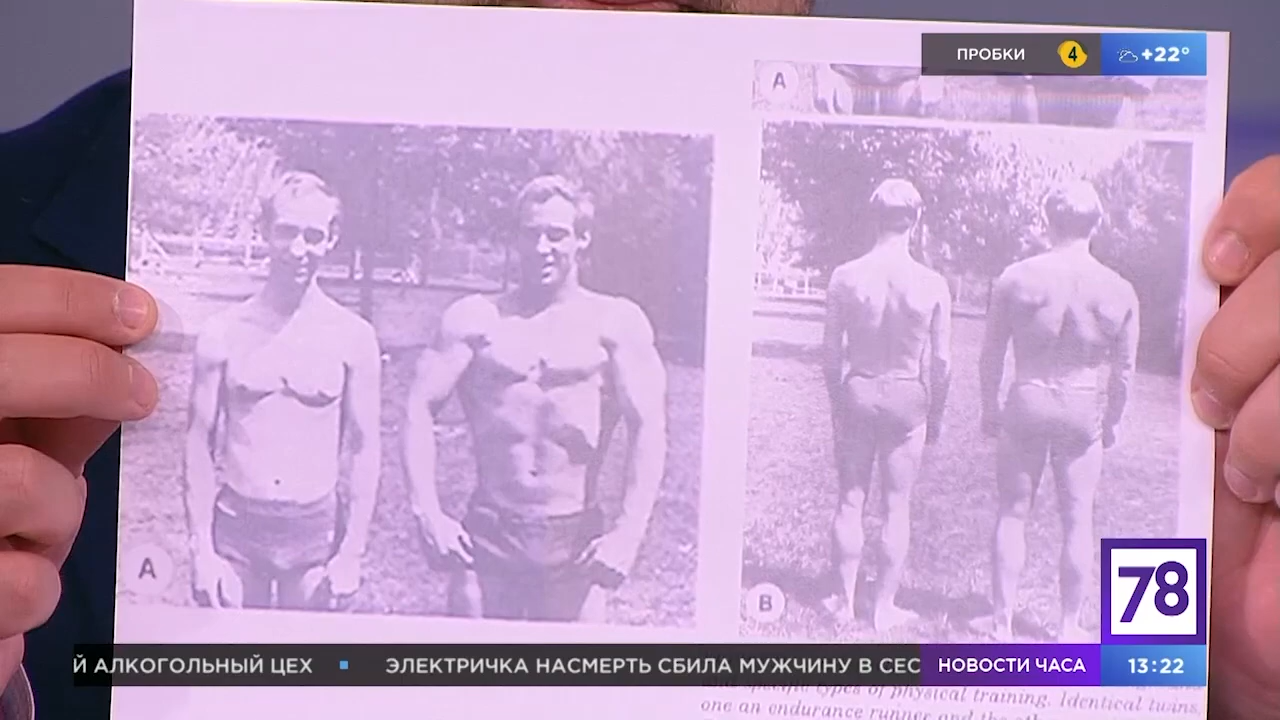 ПРОБКИ 4 +22°
A
A
B
78
Й АЛКОГОЛЬНЫЙ ЦЕХ ▪ ЭЛЕКТРИЧКА НАСМЕРТЬ СБИЛА МУЖЧИНУ В СЕС
НОВОСТИ ЧАСА 13:22
specific types of physical training. Identical twins,
one an endurance runner and the